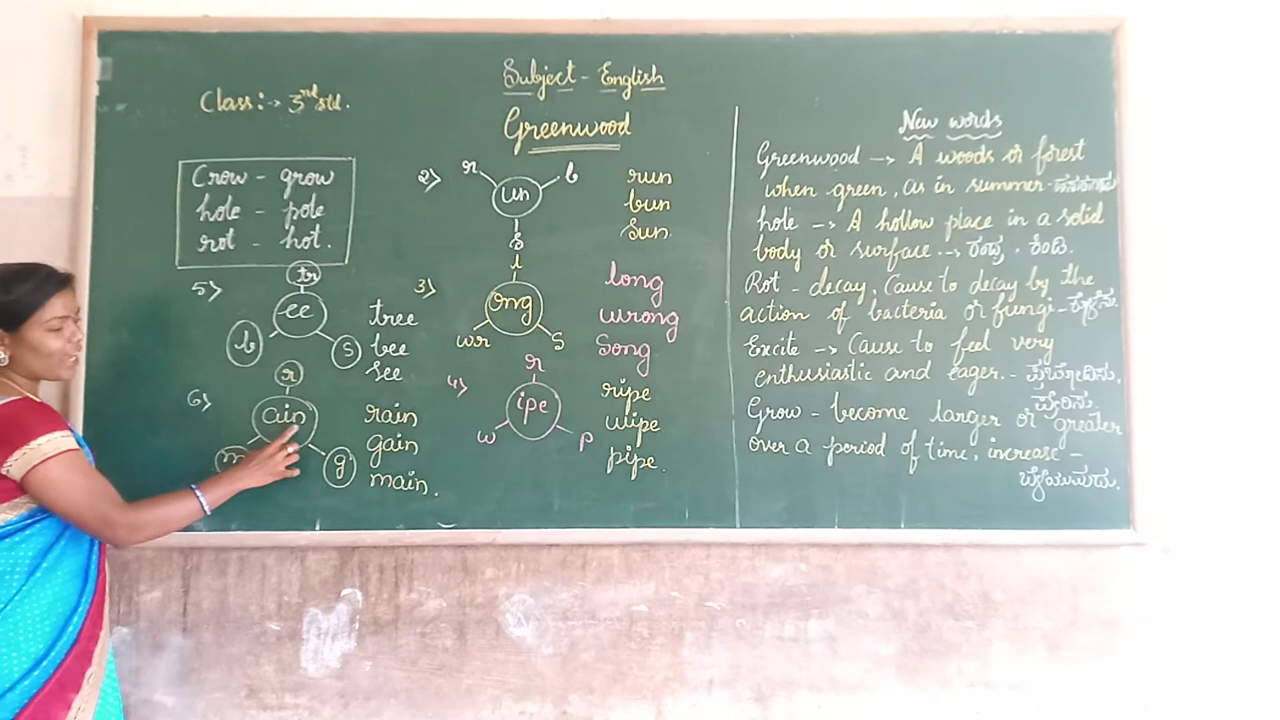 Subject - English
Class:-> 3rd std.
Greenwood
Crow - grow
hole - pole
rot - hot.
2>
r
b
un
s
run
bun
Sun
3>
l
ong
wr
s
long
wrong
Song
4>
r
ipe
w
p
ripe
wipe
pipe.
5>
tr
ee
b
s
tree
bee
see
6>
r
ain
m
g
rain
gain
main.
New words
Greenwood --> A woods or forest
when green, as in summer-
hole --> A hollow place in a solid
body or surface.-->
Rot - decay, Cause to decay by the
action of bacteria or fungi-
Excite --> Cause to feel very
enthusiastic and eager. -
Grow - become larger or greater
over a period of time, increase -